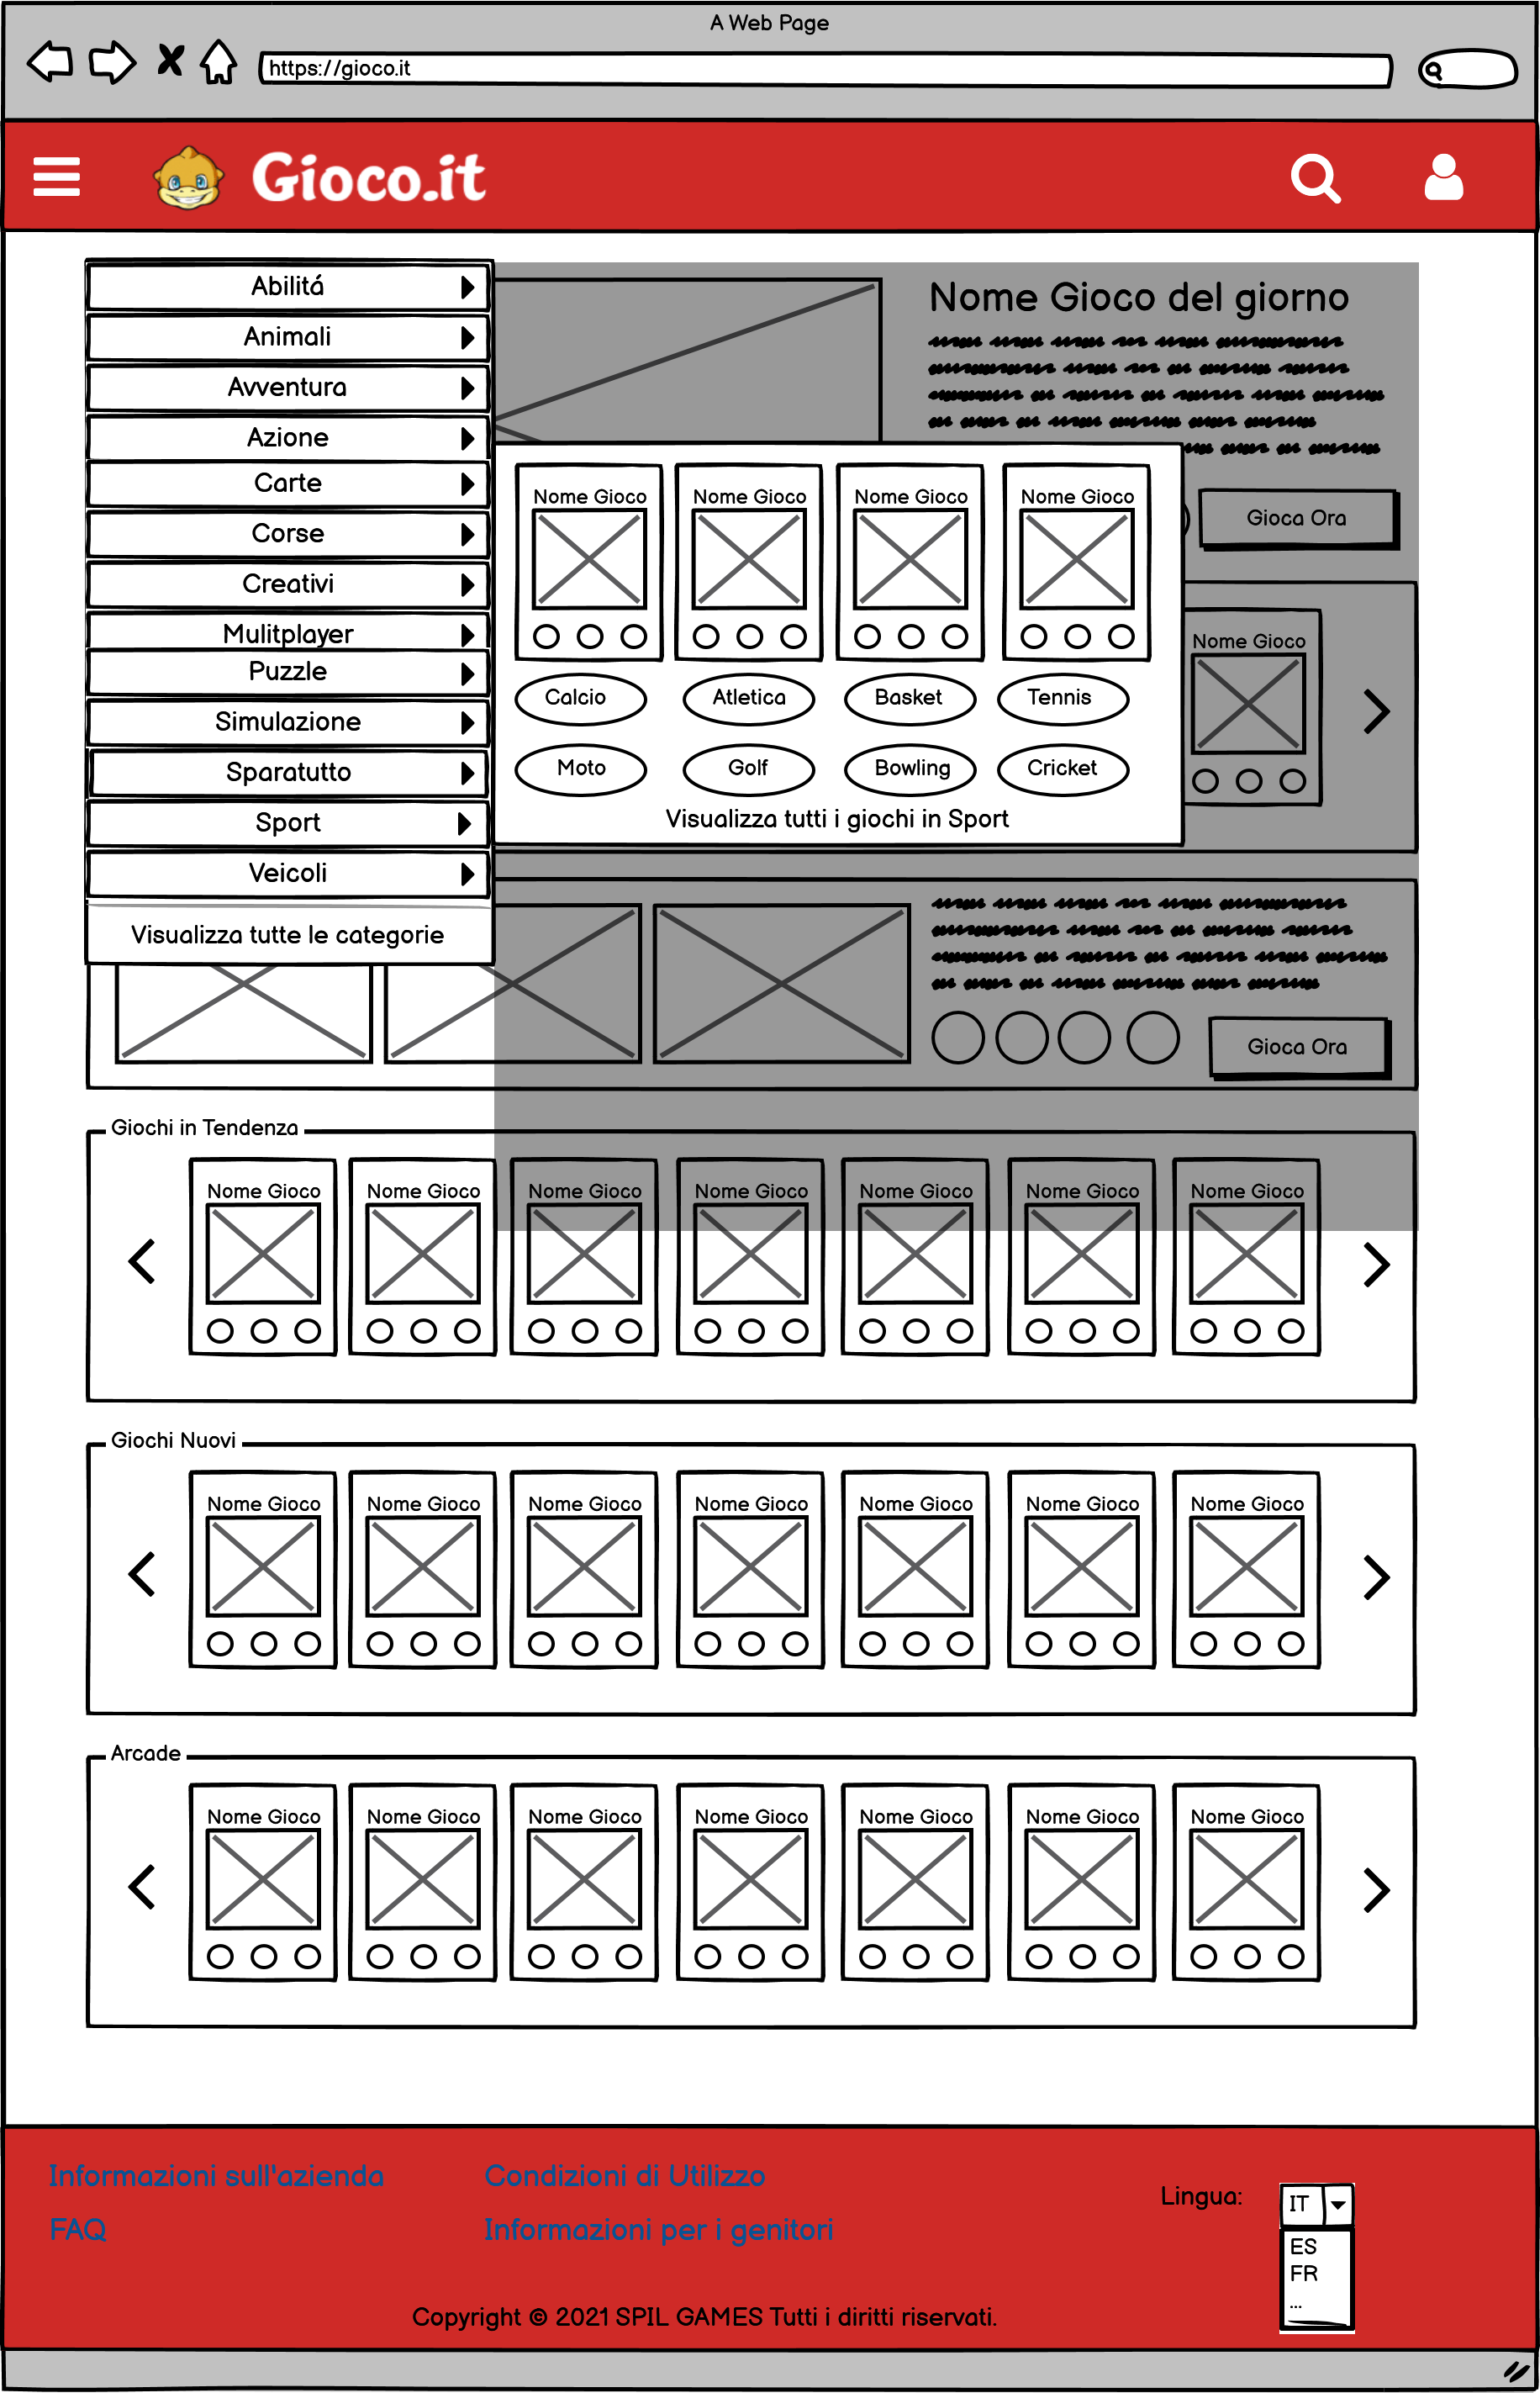 A Web Page
https://gioco.it
Gioco.it
Abilitá
Animali
Avventura
Azione
Carte
Corse
Creativi
Mulitplayer
Puzzle
Simulazione
Sparatutto
Sport
Veicoli
Visualizza tutte le categorie
Nome Gioco del giorno
Gioca Ora
Nome Gioco Nome Gioco Nome Gioco Nome Gioco
Calcio Atletica Basket Tennis
Moto Golf Bowling Cricket
Visualizza tutti i giochi in Sport
Nome Gioco
Gioca Ora
Giochi in Tendenza
Nome Gioco Nome Gioco Nome Gioco Nome Gioco Nome Gioco Nome Gioco Nome Gioco
Giochi Nuovi
Nome Gioco Nome Gioco Nome Gioco Nome Gioco Nome Gioco Nome Gioco Nome Gioco
Arcade
Nome Gioco Nome Gioco Nome Gioco Nome Gioco Nome Gioco Nome Gioco Nome Gioco
Informazioni sull'azienda
FAQ
Condizioni di Utilizzo
Informazioni per i genitori
Lingua:
IT
ES
FR
...
Copyright © 2021 SPIL GAMES Tutti i diritti riservati.